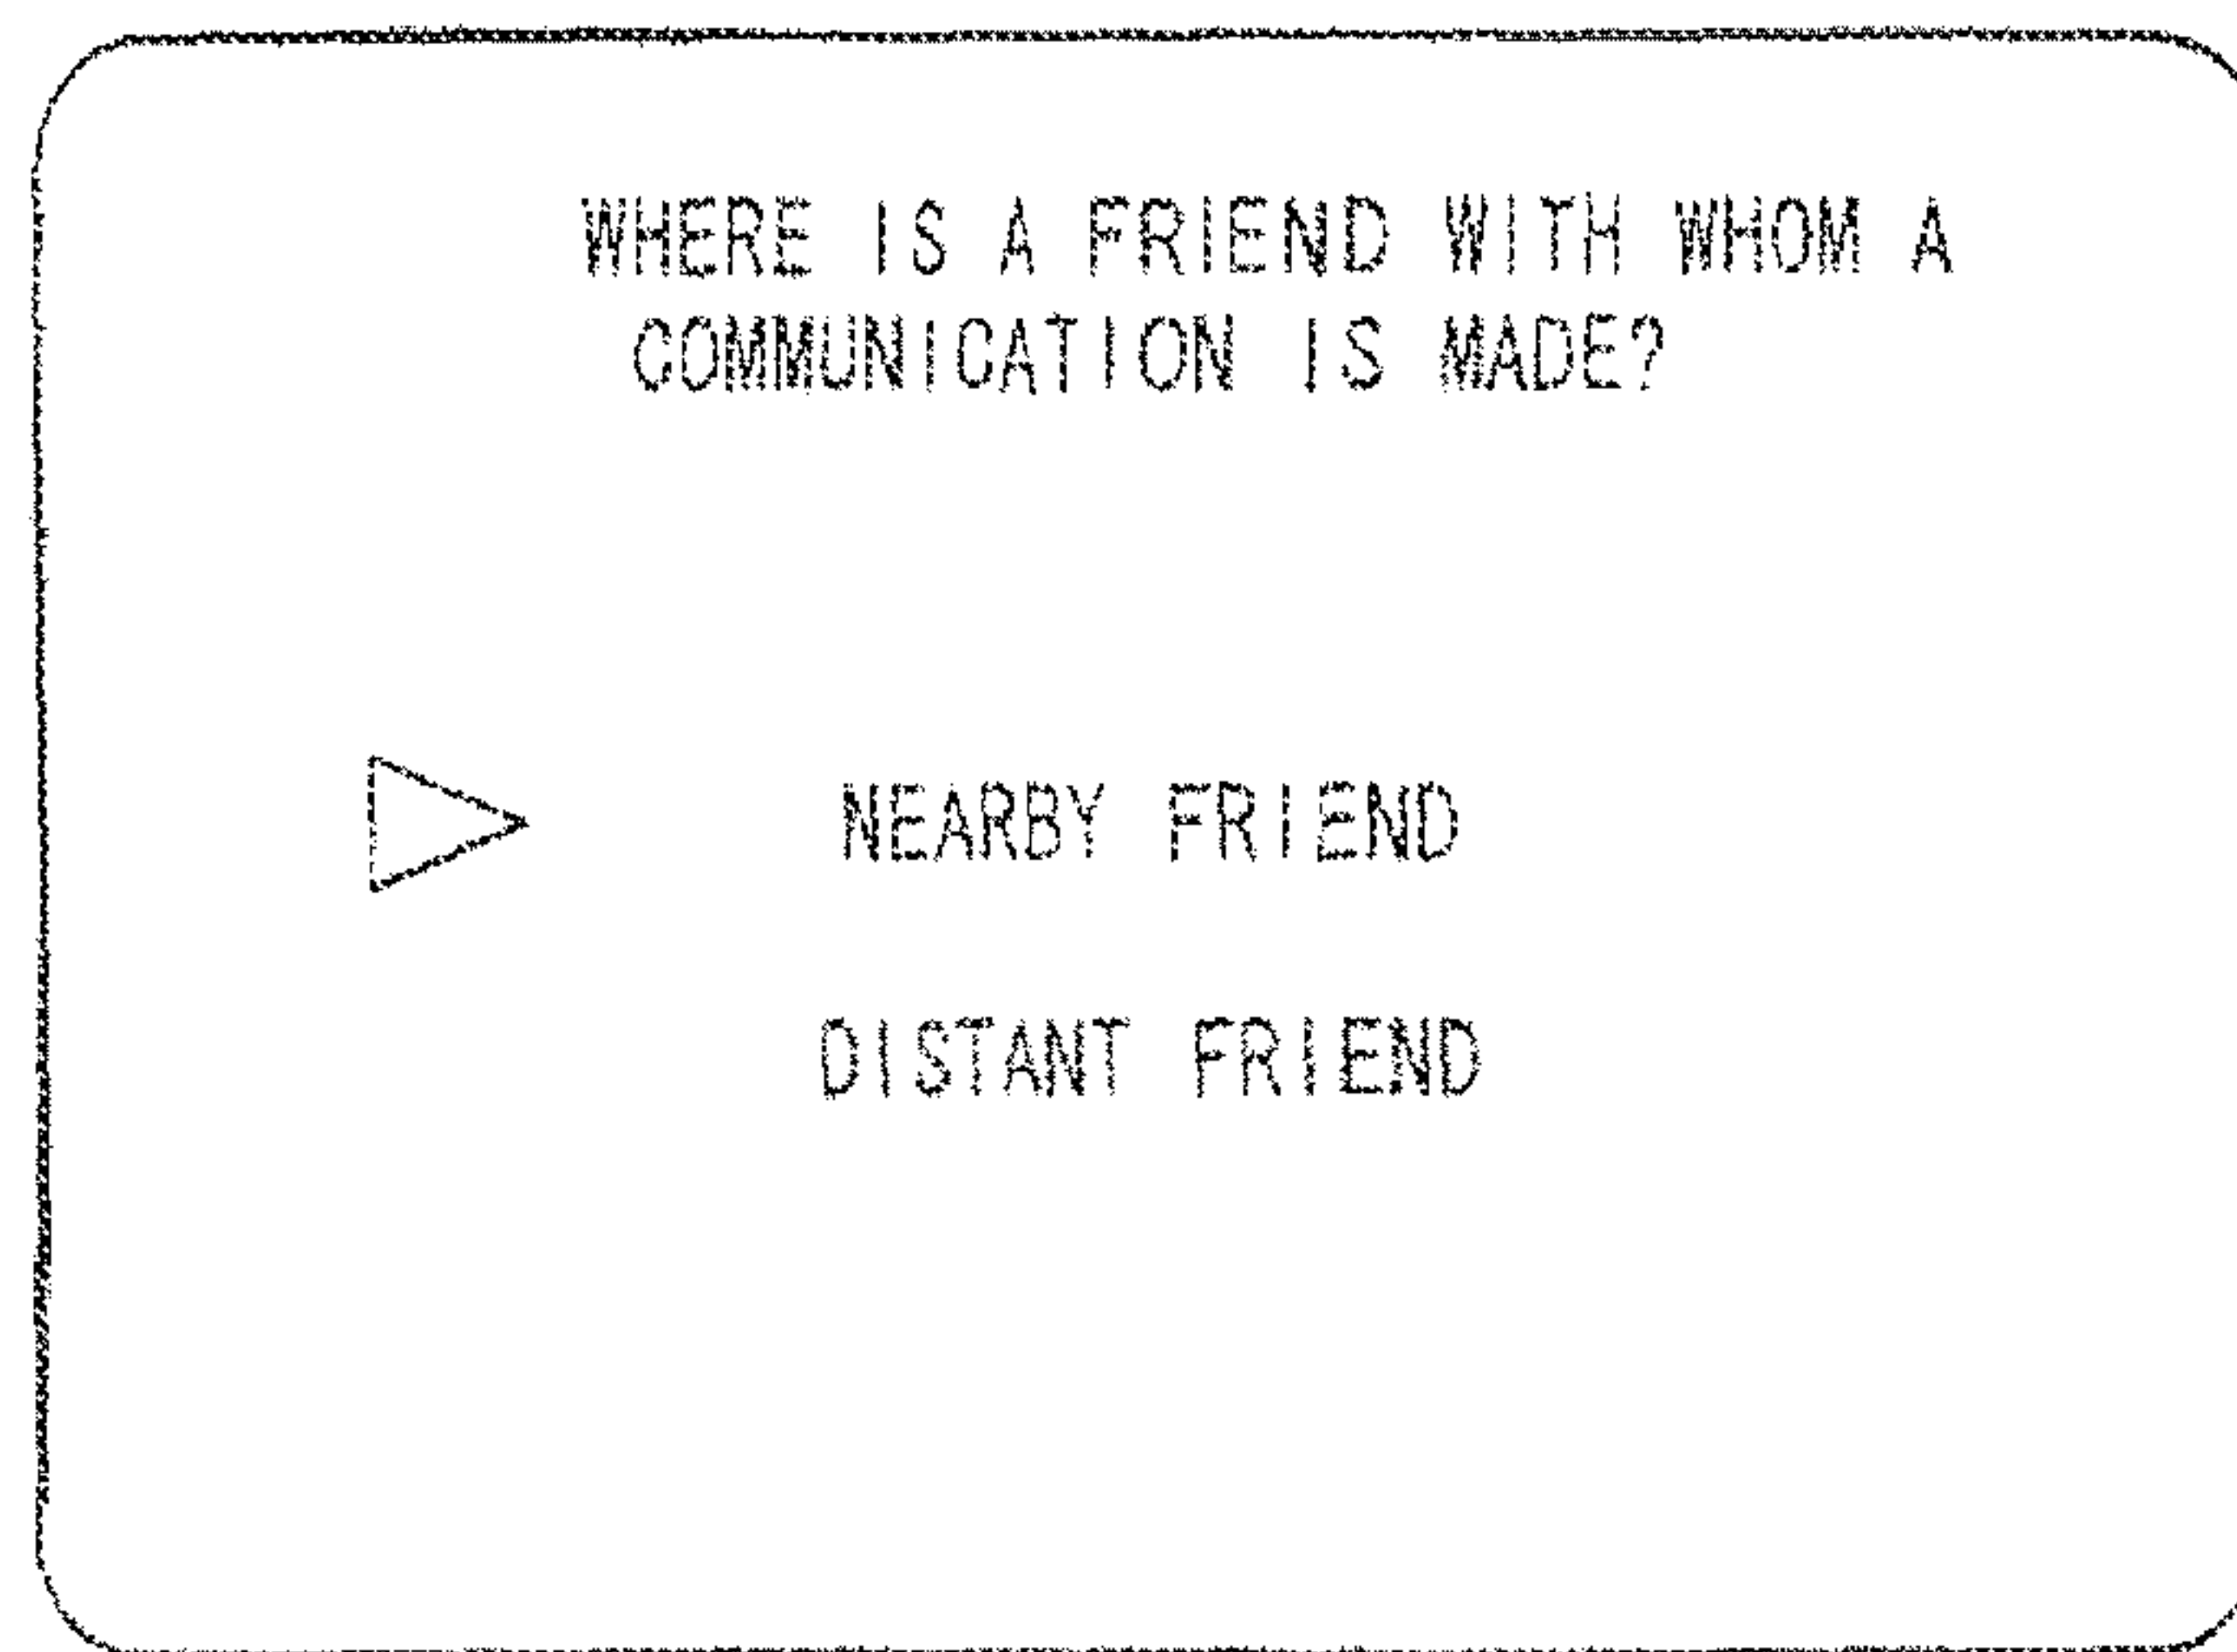 WHERE IS A FRIEND WITH WHOM A
COMMUNICATION IS MADE?
NEARBY FRIEND
DISTANT FRIEND